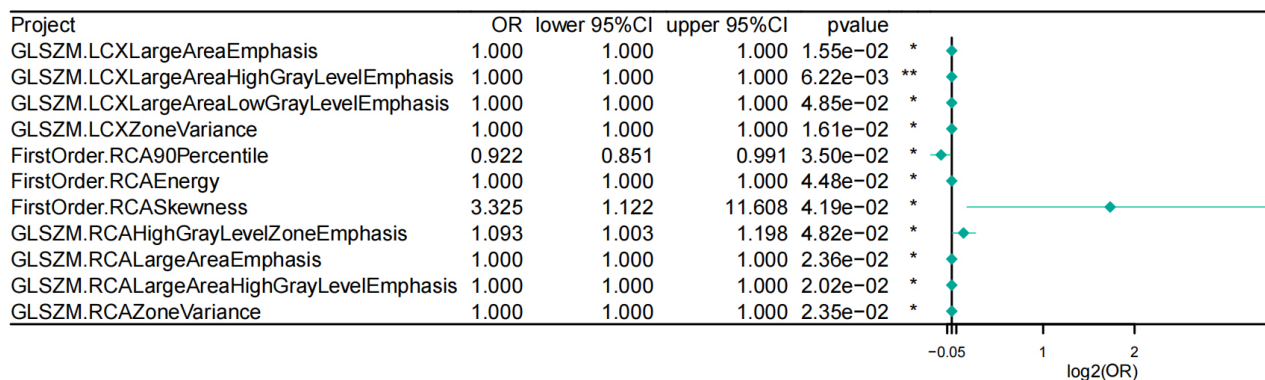 Project OR lower 95%CI upper 95%CI pvalue
GLSZM.LCXLargeAreaEmphasis 1.000 1.000 1.000 1.55e−02 *
GLSZM.LCXLargeAreaHighGrayLevelEmphasis 1.000 1.000 1.000 6.22e−03 **
GLSZM.LCXLargeAreaLowGrayLevelEmphasis 1.000 1.000 1.000 4.85e−02 *
GLSZM.LCXZoneVariance 1.000 1.000 1.000 1.61e−02 *
FirstOrder.RCA90Percentile 0.922 0.851 0.991 3.50e−02 *
FirstOrder.RCAEnergy 1.000 1.000 1.000 4.48e−02 *
FirstOrder.RCASkewness 3.325 1.122 11.608 4.19e−02 *
GLSZM.RCAHighGrayLevelZoneEmphasis 1.093 1.003 1.198 4.82e−02 *
GLSZM.RCALargeAreaEmphasis 1.000 1.000 1.000 2.36e−02 *
GLSZM.RCALargeAreaHighGrayLevelEmphasis 1.000 1.000 1.000 2.02e−02 *
GLSZM.RCAZoneVariance 1.000 1.000 1.000 2.35e−02 *
−0.05 1 2
log2(OR)